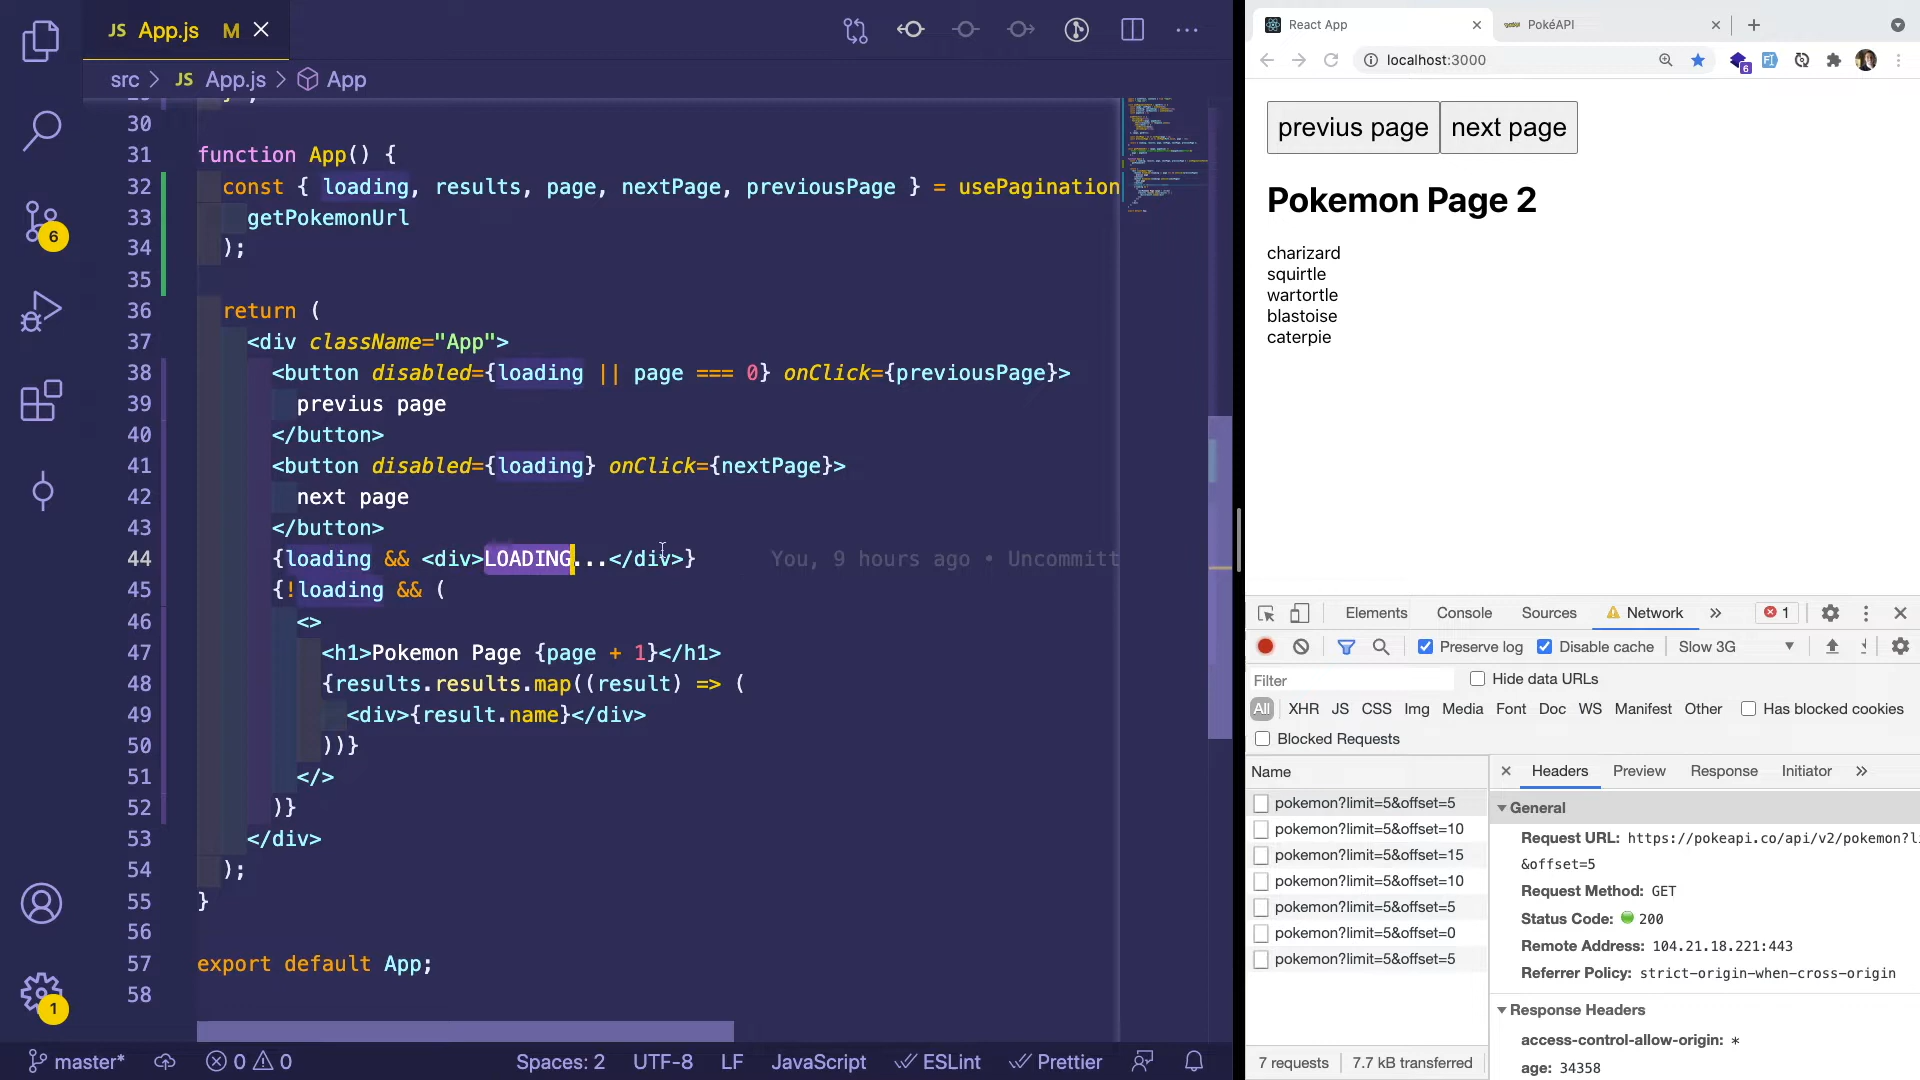 JS App.js M
src > JS App.js > App
30
31 function App() {
32 const { loading, results, page, nextPage, previousPage } = usePagination
33 getPokemonUrl
34 );
35
36 return (
37 <div className="App">
38 <button disabled={loading || page === 0} onClick={previousPage}>
39 previus page
40 </button>
41 <button disabled={loading} onClick={nextPage}>
42 next page
43 </button>
44 {loading && <div>LOADING...</div>} You, 9 hours ago • Uncommitt
45 {!loading && (
46 <>
47 <h1>Pokemon Page {page + 1}</h1>
48 {results.results.map((result) => (
49 <div>{result.name}</div>
50 ))}
51 </>
52 )}
53 </div>
54 );
55 }
56
57 export default App;
58
6
1
master* 0 0 Spaces: 2 UTF-8 LF JavaScript ESLint Prettier
React App PokéAPI
localhost:3000
6
previus page next page
Pokemon Page 2
charizard
squirtle
wartortle
blastoise
caterpie
Elements Console Sources Network » 1
Preserve log Disable cache Slow 3G
Filter Hide data URLs
All XHR JS CSS Img Media Font Doc WS Manifest Other Has blocked cookies
Blocked Requests
Name
pokemon?limit=5&offset=5
pokemon?limit=5&offset=10
pokemon?limit=5&offset=15
pokemon?limit=5&offset=10
pokemon?limit=5&offset=5
pokemon?limit=5&offset=0
pokemon?limit=5&offset=5
7 requests 7.7 kB transferred
Headers Preview Response Initiator »
General
Request URL: https://pokeapi.co/api/v2/pokemon?l
&offset=5
Request Method: GET
Status Code: 200
Remote Address: 104.21.18.221:443
Referrer Policy: strict-origin-when-cross-origin
Response Headers
access-control-allow-origin: *
age: 34358